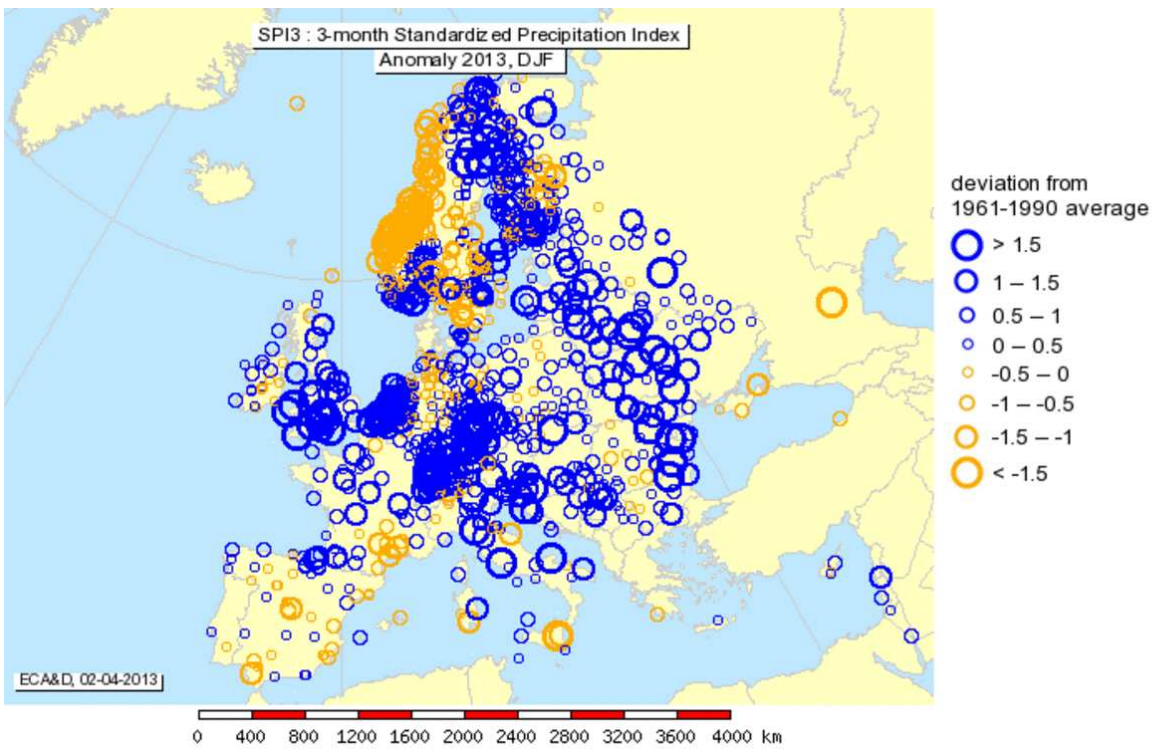 SPI3 : 3-month Standardized Precipitation Index
Anomaly 2013, DJF
deviation from
1961-1990 average
> 1.5
1 – 1.5
0.5 – 1
0 – 0.5
-0.5 – 0
-1 – -0.5
-1.5 – -1
< -1.5
ECA&D, 02-04-2013
0 400 800 1200 1600 2000 2400 2800 3200 3600 4000 km